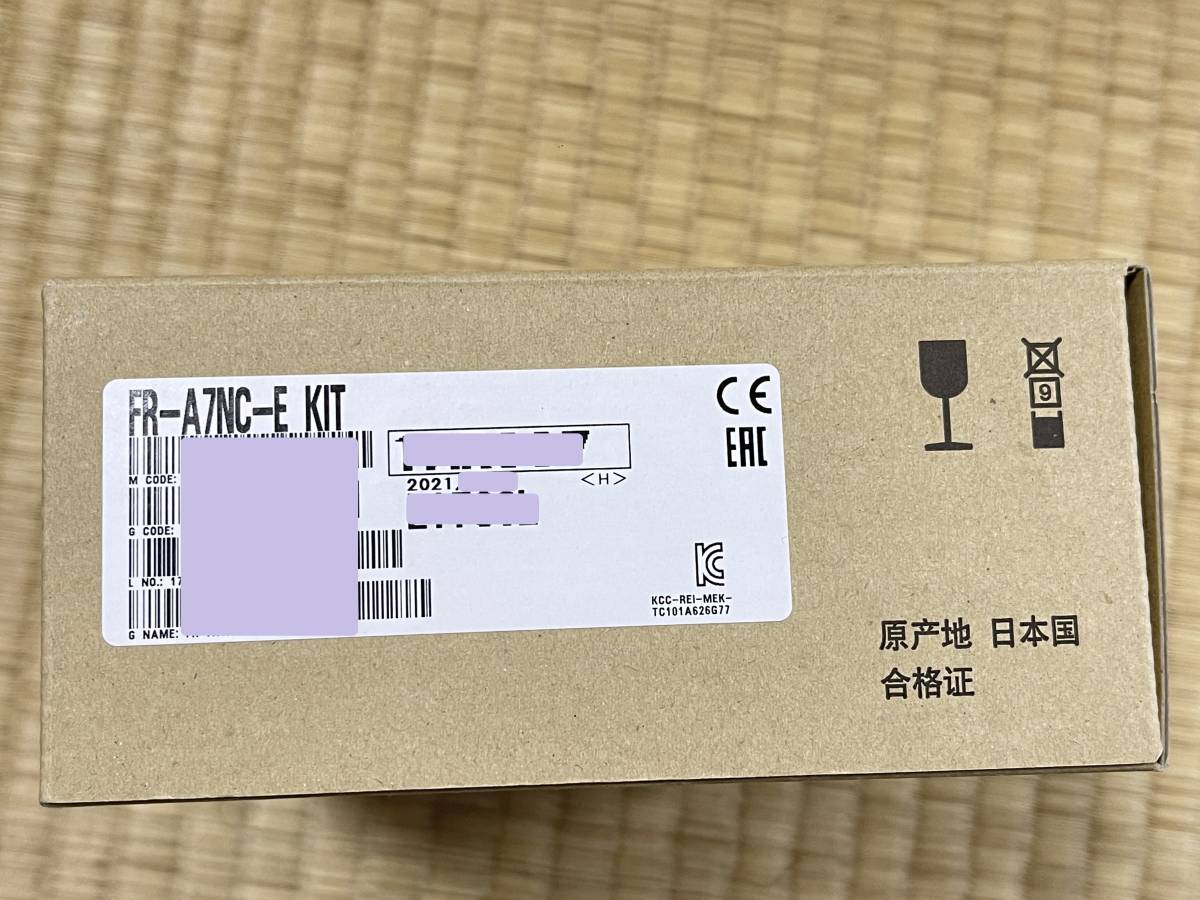 FR-A7NC-E KIT
CE
EAC
M CODE:
2021
<H>
G CODE:
L NO.: 17
G NAME:
KC
KCC-REI-MEK-
TC101A626G77
9
原产地 日本国
合格证